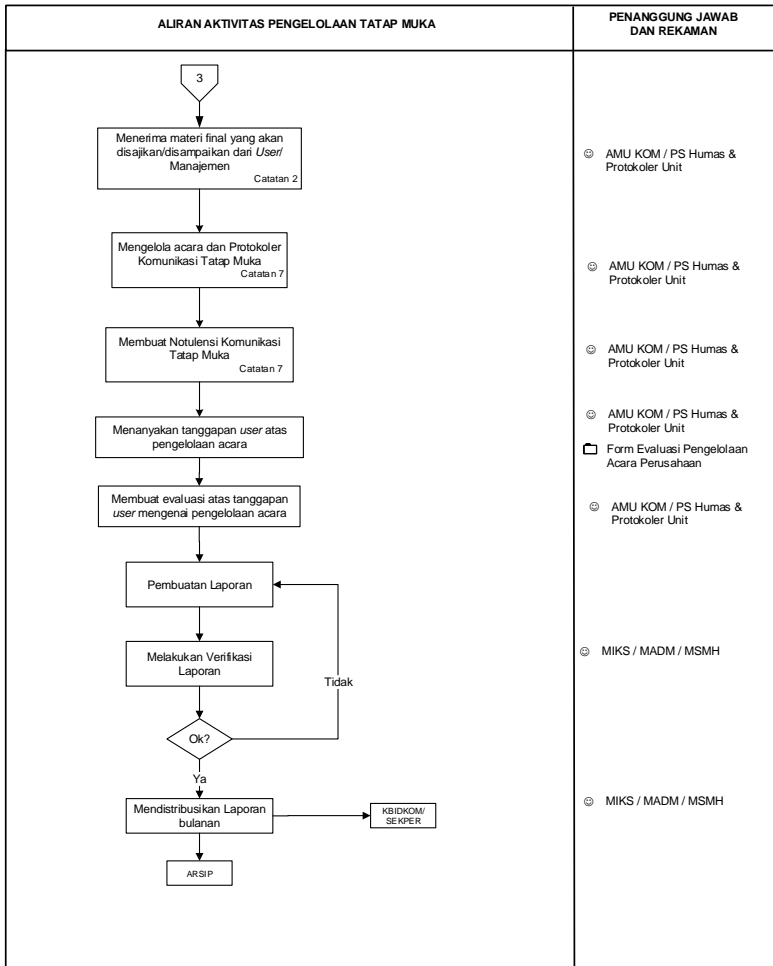 ALIRAN AKTIVITAS PENGELOLAAN TATAP MUKA
PENANGGUNG JAWAB
DAN REKAMAN
3
Menerima materi final yang akan
disajikan/disampaikan dari User/
Manajemen
Catatan 2
☺ AMU KOM / PS Humas &
Protokoler Unit
Mengelola acara dan Protokoler
Komunikasi Tatap Muka
Catatan 7
☺ AMU KOM / PS Humas &
Protokoler Unit
Membuat Notulensi Komunikasi
Tatap Muka
Catatan 7
☺ AMU KOM / PS Humas &
Protokoler Unit
Menanyakan tanggapan user atas
pengelolaan acara
☺ AMU KOM / PS Humas &
Protokoler Unit
Form Evaluasi Pengelolaan
Acara Perusahaan
Membuat evaluasi atas tanggapan
user mengenai pengelolaan acara
☺ AMU KOM / PS Humas &
Protokoler Unit
Pembuatan Laporan
Melakukan Verifikasi
Laporan
☺ MIKS / MADM / MSMH
Tidak
Ok?
Ya
Mendistribusikan Laporan
bulanan
KBIDKOM/
SEKPER
☺ MIKS / MADM / MSMH
ARSIP